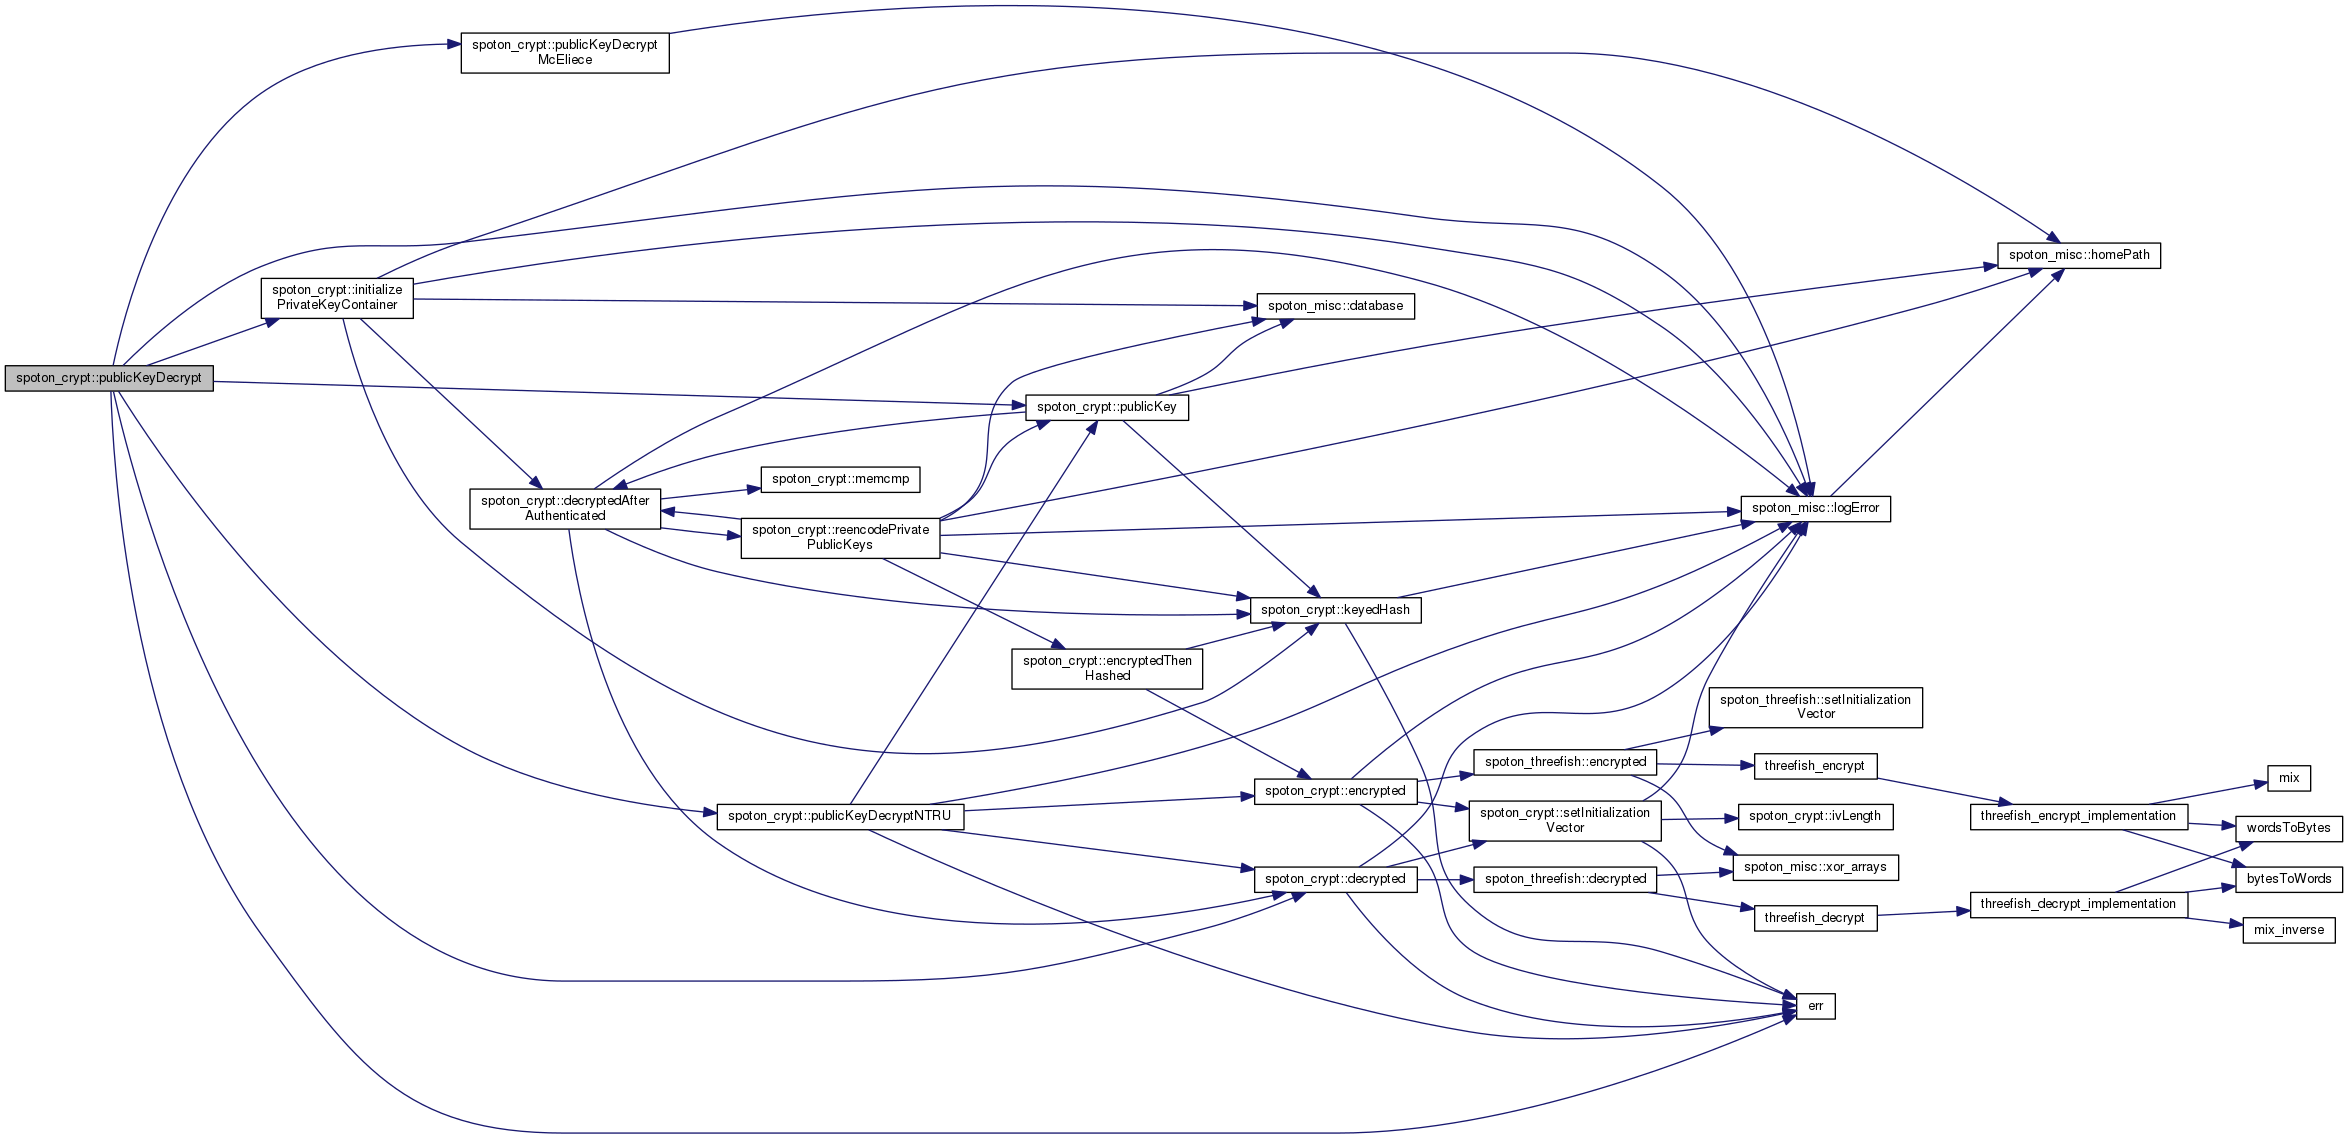 spoton_crypt::publicKeyDecrypt
McEliece
spoton_misc::homePath
spoton_crypt::initialize
PrivateKeyContainer
spoton_misc::database
spoton_crypt::publicKeyDecrypt
spoton_crypt::publicKey
spoton_crypt::memcmp
spoton_crypt::decryptedAfter
Authenticated
spoton_misc::logError
spoton_crypt::reencodePrivate
PublicKeys
spoton_crypt::keyedHash
spoton_crypt::encryptedThen
Hashed
spoton_threefish::setInitialization
Vector
spoton_threefish::encrypted
threefish_encrypt
mix
spoton_crypt::encrypted
spoton_crypt::publicKeyDecryptNTRU
spoton_crypt::setInitialization
Vector
spoton_crypt::ivLength
threefish_encrypt_implementation
wordsToBytes
spoton_misc::xor_arrays
spoton_crypt::decrypted
spoton_threefish::decrypted
bytesToWords
threefish_decrypt
threefish_decrypt_implementation
mix_inverse
err